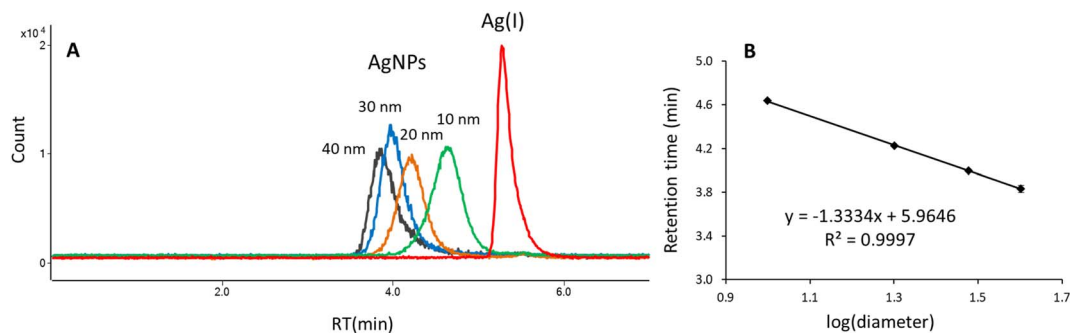 A
x10⁴
2
1
0
Count
AgNPs
Ag(I)
40 nm
30 nm
20 nm
10 nm
2.0
4.0
6.0
RT(min)
B
5.0
4.6
4.2
3.8
3.4
3.0
Retention time (min)
y = -1.3334x + 5.9646
R² = 0.9997
0.9
1.1
1.3
1.5
1.7
log(diameter)